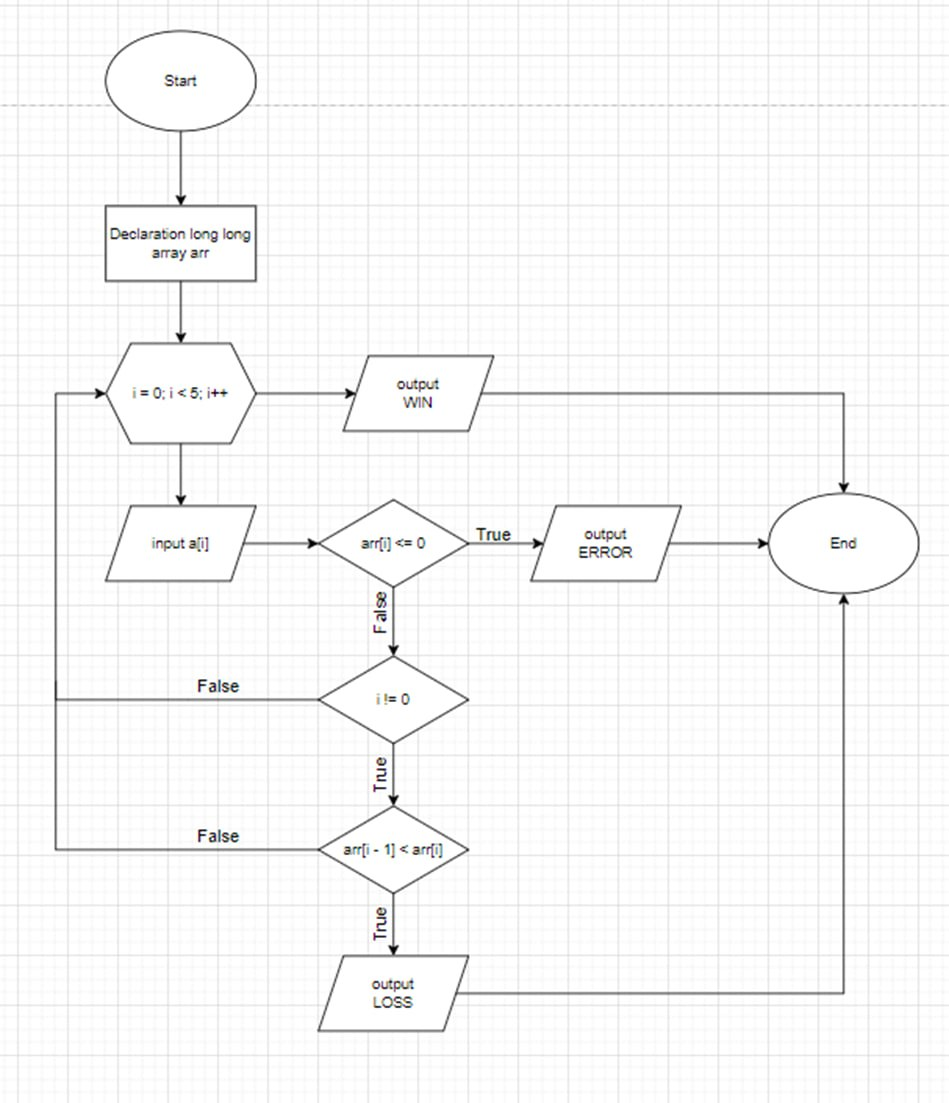 Start
Declaration long long
array arr
i = 0; i < 5; i++
output
WIN
input a[i]
arr[i] <= 0
True
output
ERROR
End
False
i != 0
False
True
arr[i - 1] < arr[i]
False
True
output
LOSS